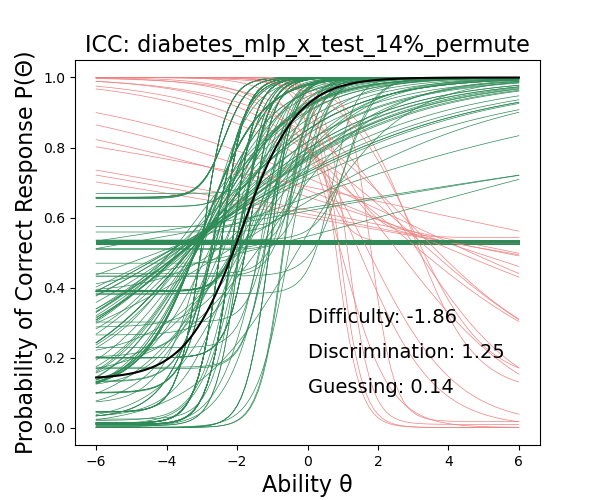 ICC: diabetes_mlp_x_test_14%_permute
Probability of Correct Response P(Θ)
1.0
0.8
0.6
0.4
0.2
0.0
Difficulty: -1.86
Discrimination: 1.25
Guessing: 0.14
−6 −4 −2 0 2 4 6
Ability θ